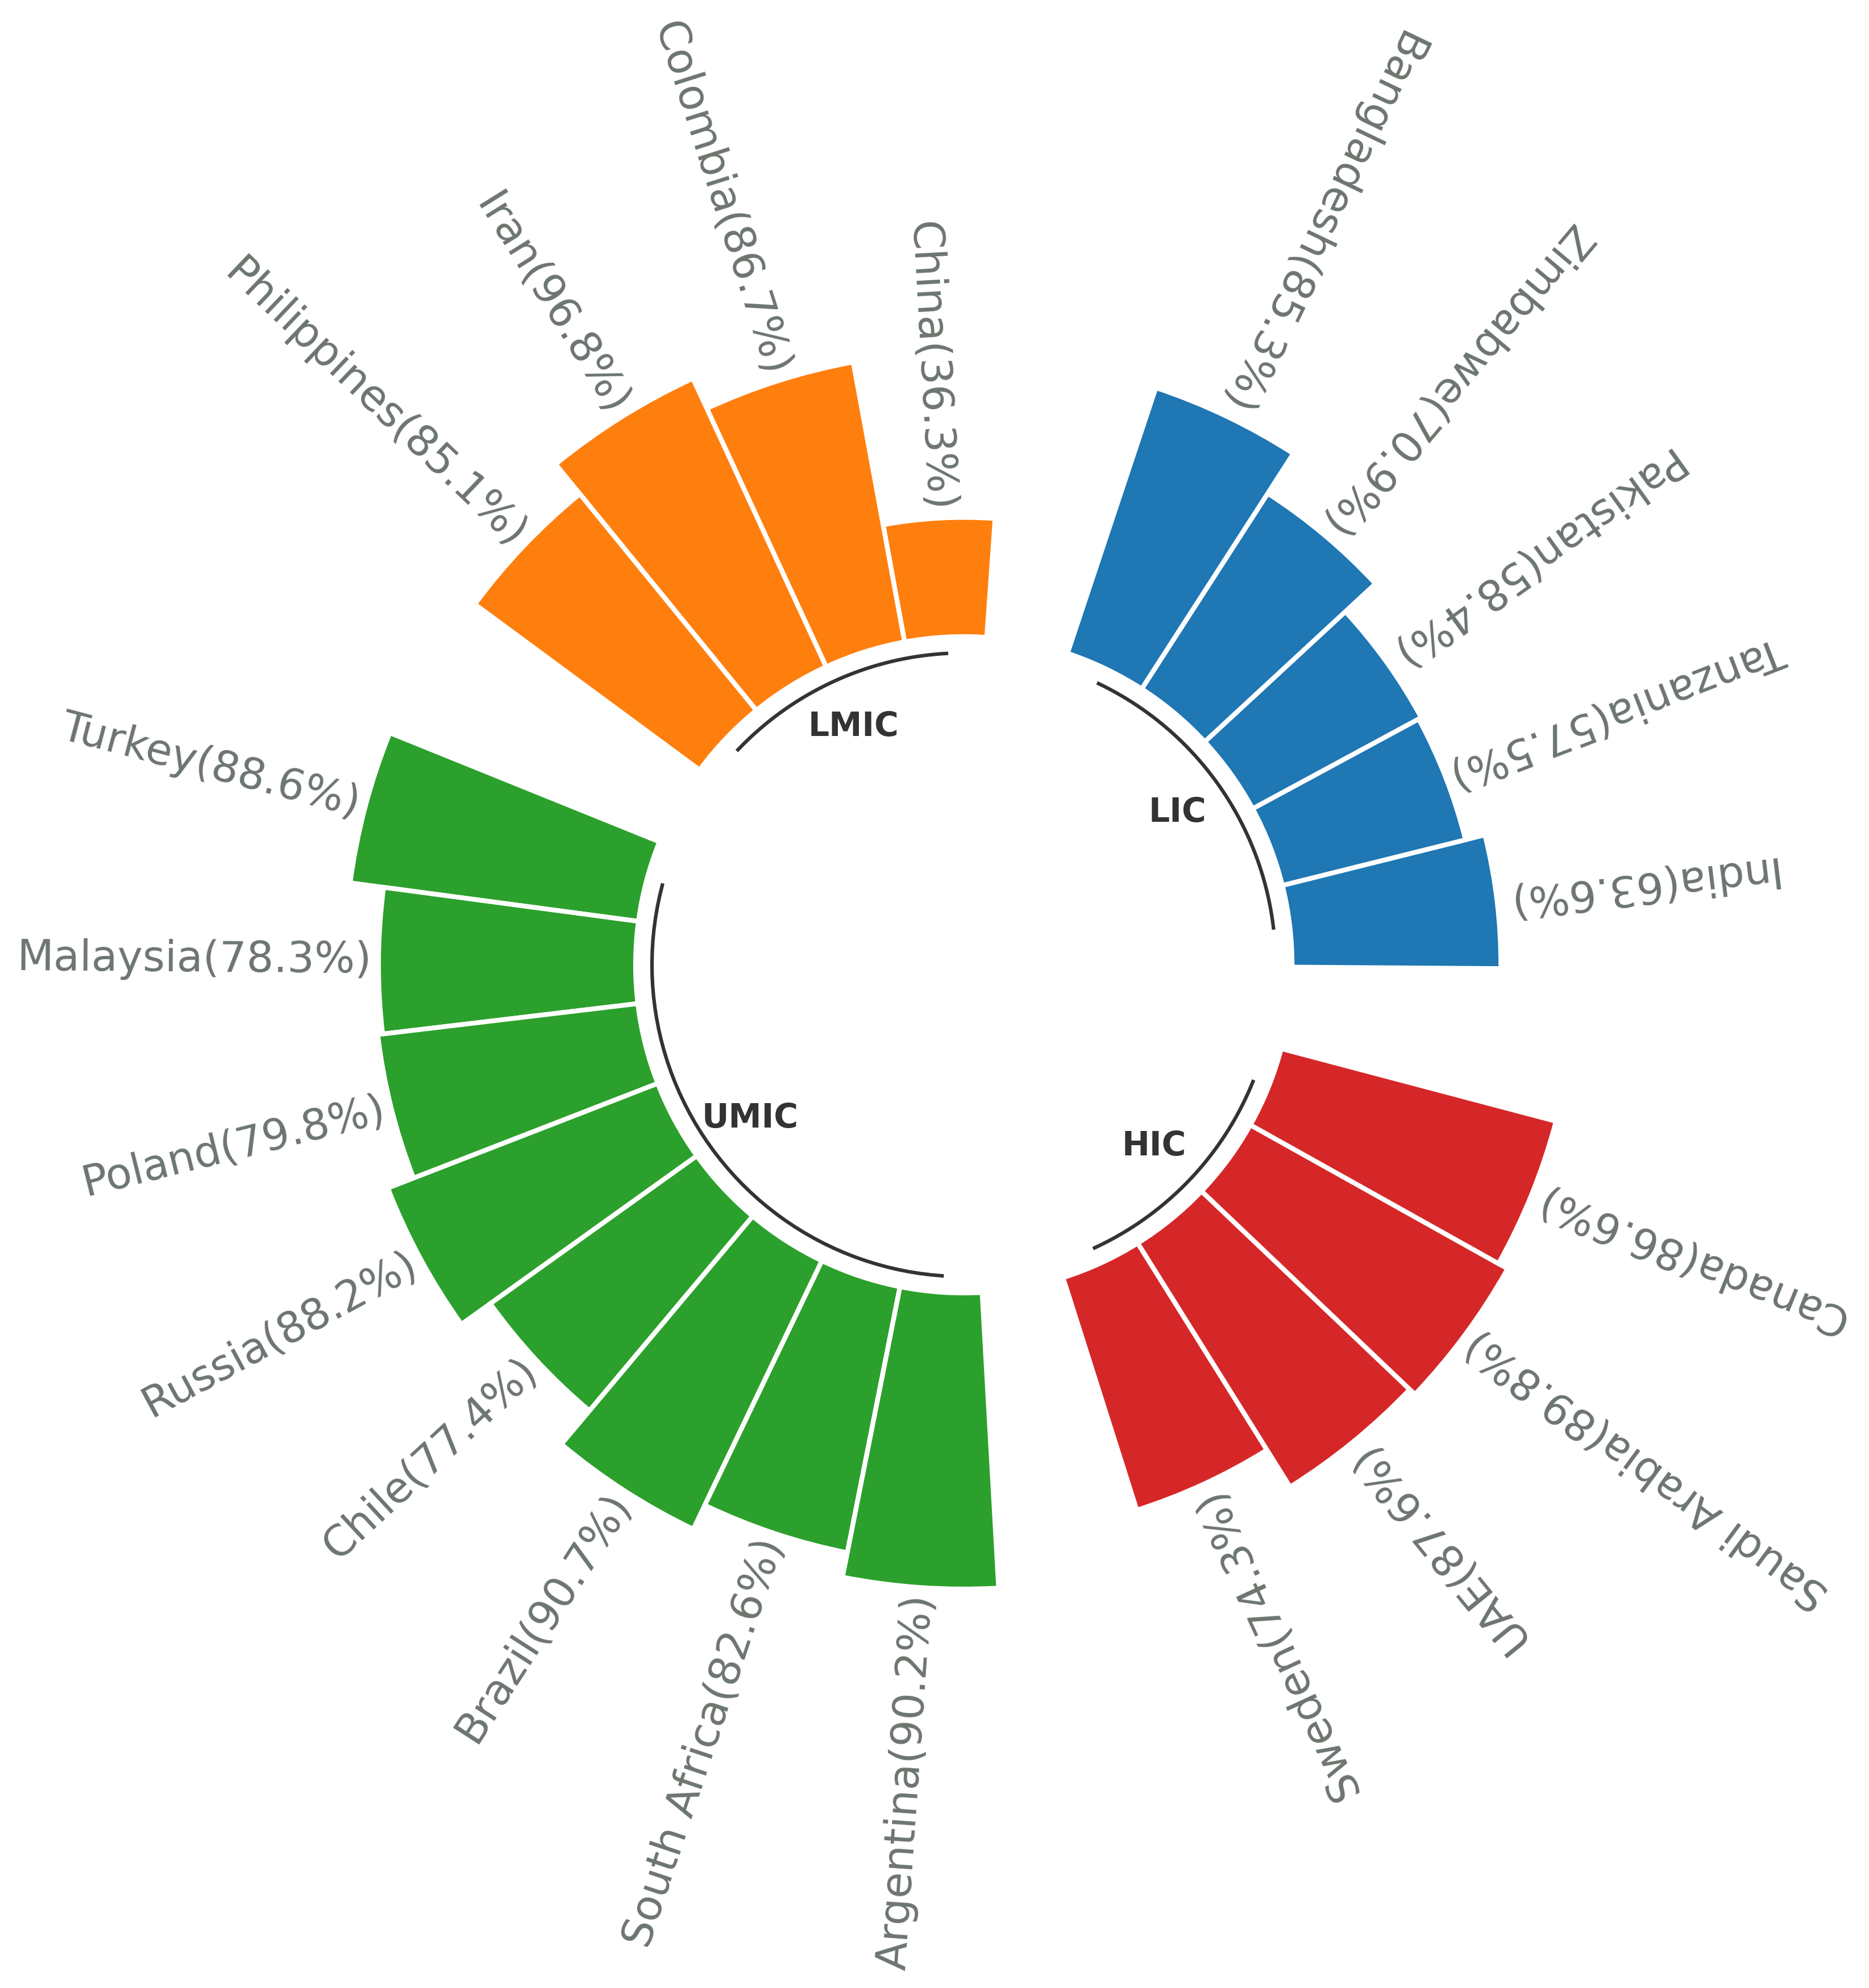 Bangladesh(85.3%)
Zimbabwe(70.9%)
Pakistan(58.4%)
Tanzania(57.5%)
India(63.6%)
LIC
China(36.3%)
Colombia(86.7%)
Iran(96.8%)
Philippines(85.1%)
LMIC
Turkey(88.6%)
Malaysia(78.3%)
Poland(79.8%)
Russia(88.2%)
Chile(77.4%)
Brazil(90.7%)
South Africa(82.6%)
Argentina(90.2%)
UMIC
Sweden(74.3%)
UAE(87.6%)
Saudi Arabia(89.8%)
Canada(86.6%)
HIC